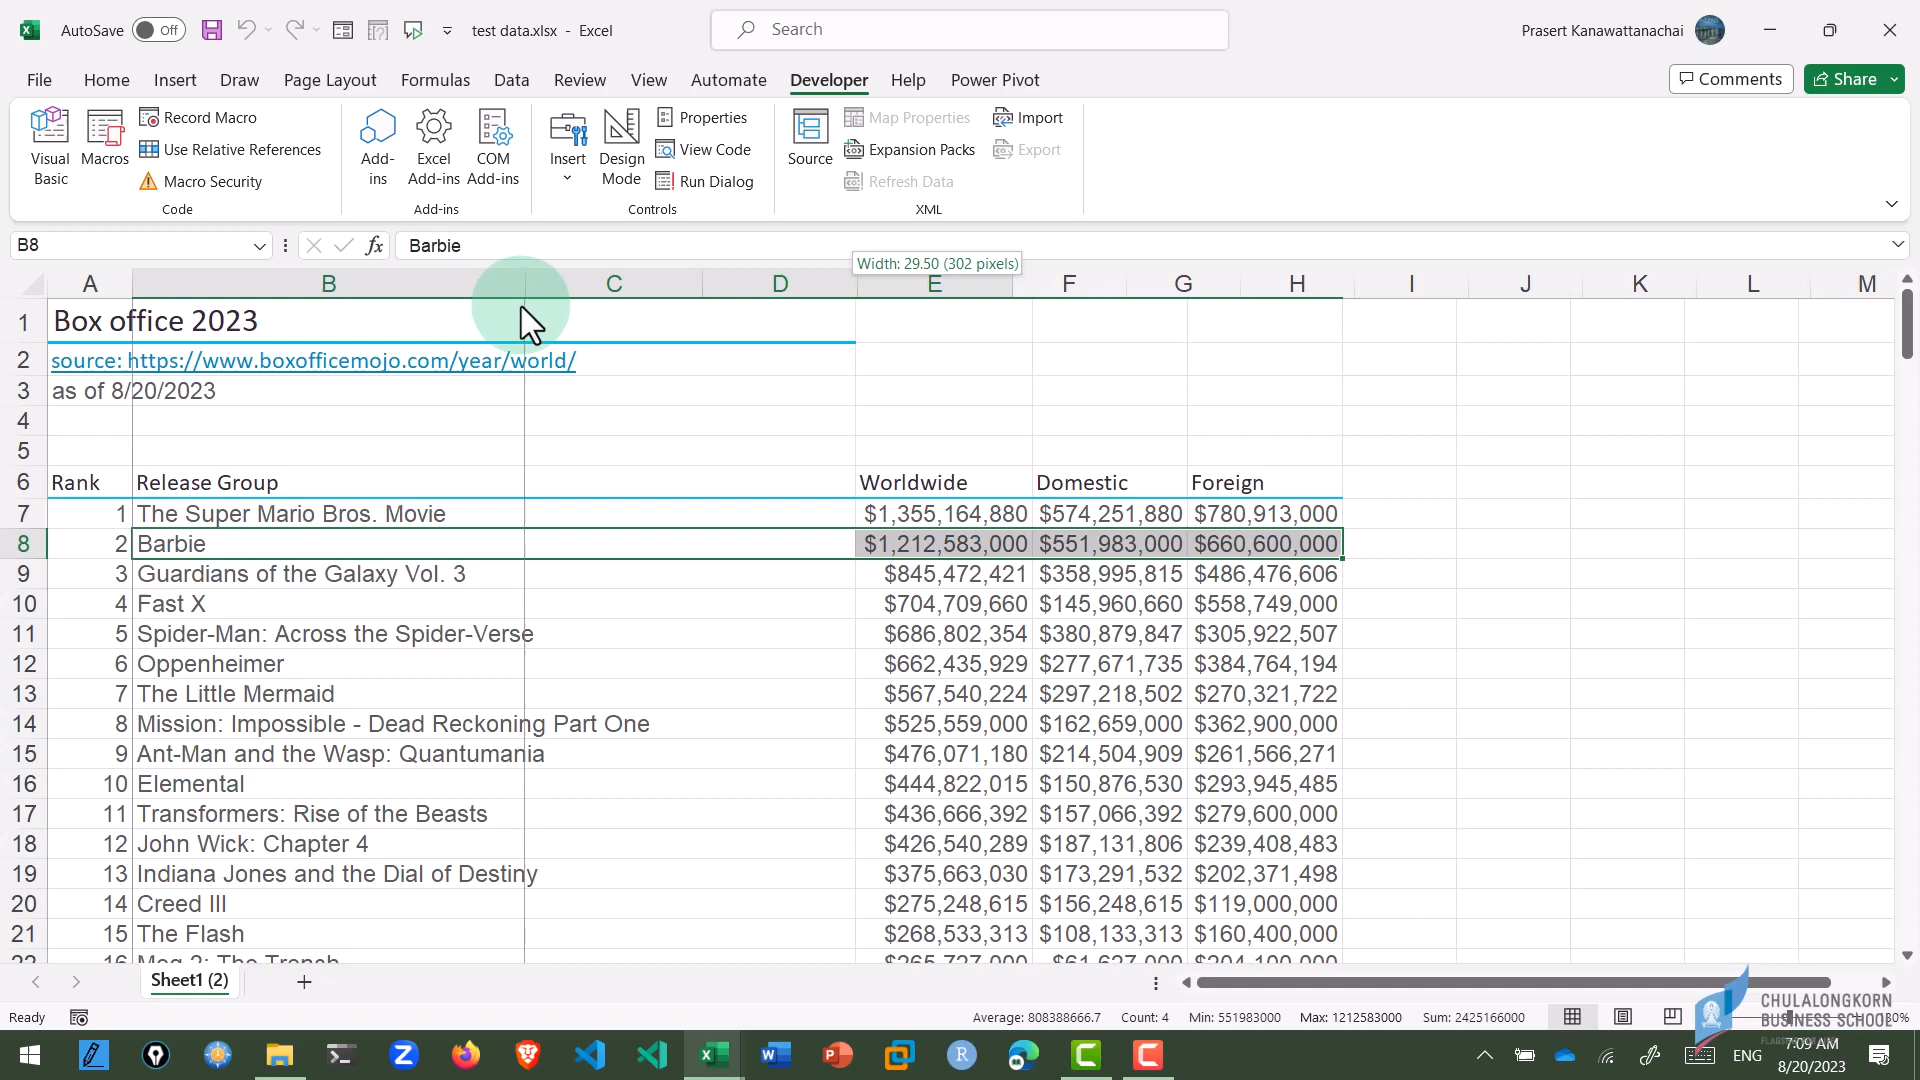 AutoSave Off test data.xlsx - Excel Search Prasert Kanawattanachai
File Home Insert Draw Page Layout Formulas Data Review View Automate Developer Help Power Pivot Comments Share
Visual Basic
Macros
Record Macro
Use Relative References
Macro Security
Code
Add-ins
Excel Add-ins
COM Add-ins
Add-ins
Insert
Design Mode
Properties
View Code
Run Dialog
Controls
Source
Map Properties
Expansion Packs
Refresh Data
Import
Export
XML
B8 fx Barbie
Width: 29.50 (302 pixels)
A B C D E F G H I J K L M
1 Box office 2023
2 source: https://www.boxofficemojo.com/year/world/
3 as of 8/20/2023
4
5
6 Rank Release Group Worldwide Domestic Foreign
7 1 The Super Mario Bros. Movie $1,355,164,880 $574,251,880 $780,913,000
8 2 Barbie $1,212,583,000 $551,983,000 $660,600,000
9 3 Guardians of the Galaxy Vol. 3 $845,472,421 $358,995,815 $486,476,606
10 4 Fast X $704,709,660 $145,960,660 $558,749,000
11 5 Spider-Man: Across the Spider-Verse $686,802,354 $380,879,847 $305,922,507
12 6 Oppenheimer $662,435,929 $277,671,735 $384,764,194
13 7 The Little Mermaid $567,540,224 $297,218,502 $270,321,722
14 8 Mission: Impossible - Dead Reckoning Part One $525,559,000 $162,659,000 $362,900,000
15 9 Ant-Man and the Wasp: Quantumania $476,071,180 $214,504,909 $261,566,271
16 10 Elemental $444,822,015 $150,876,530 $293,945,485
17 11 Transformers: Rise of the Beasts $436,666,392 $157,066,392 $279,600,000
18 12 John Wick: Chapter 4 $426,540,289 $187,131,806 $239,408,483
19 13 Indiana Jones and the Dial of Destiny $375,663,030 $173,291,532 $202,371,498
20 14 Creed III $275,248,615 $156,248,615 $119,000,000
21 15 The Flash $268,533,313 $108,133,313 $160,400,000
22 16 Meg 2: The Trench $265,727,000 $61,627,000 $204,100,000
Sheet1 (2)
Ready Average: 808388666.7 Count: 4 Min: 551983000 Max: 1212583000 Sum: 2425166000
CHULALONGKORN
BUSINESS SCHOOL
ENG 7:09 AM
8/20/2023